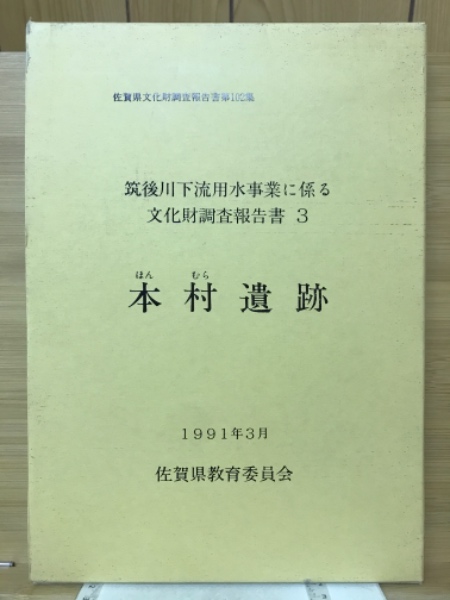 佐賀県文化財調査報告書第102集
筑後川下流用水事業に係る
文化財調査報告書 3
ほん むら
本村遺跡
1991年3月
佐賀県教育委員会